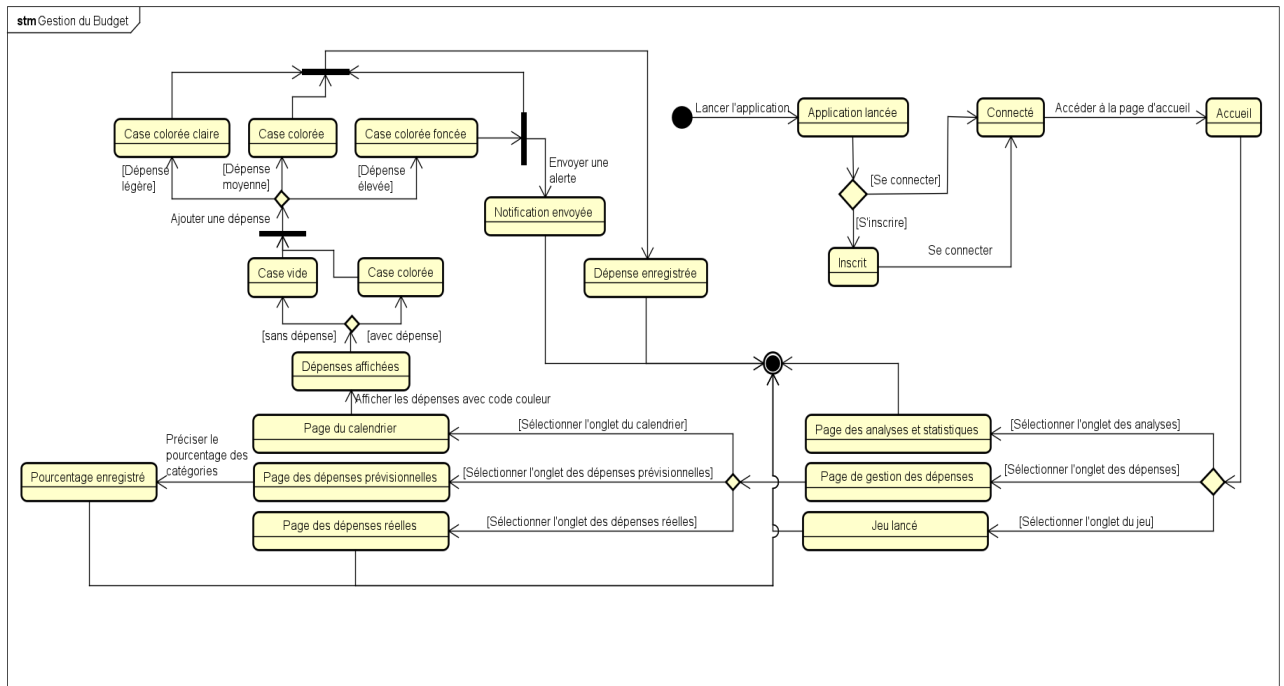 stm Gestion du Budget
Lancer l'application
Application lancée
Connecté
Accéder à la page d'accueil
Accueil
[Se connecter]
[S'inscrire]
Inscrit
Se connecter
Case colorée claire
Case colorée
Case colorée foncée
[Dépense
légère]
[Dépense
moyenne]
[Dépense
élevée]
Envoyer une
alerte
Notification envoyée
Ajouter une dépense
Case vide
Case colorée
Dépense enregistrée
[sans dépense]
[avec dépense]
Dépenses affichées
Afficher les dépenses avec code couleur
Page du calendrier
[Sélectionner l'onglet du calendrier]
Page des analyses et statistiques
[Sélectionner l'onglet des analyses]
Préciser le
pourcentage des
catégories
Pourcentage enregistré
Page des dépenses prévisionnelles
[Sélectionner l'onglet des dépenses prévisionnelles]
Page de gestion des dépenses
[Sélectionner l'onglet des dépenses]
Page des dépenses réelles
[Sélectionner l'onglet des dépenses réelles]
Jeu lancé
[Sélectionner l'onglet du jeu]